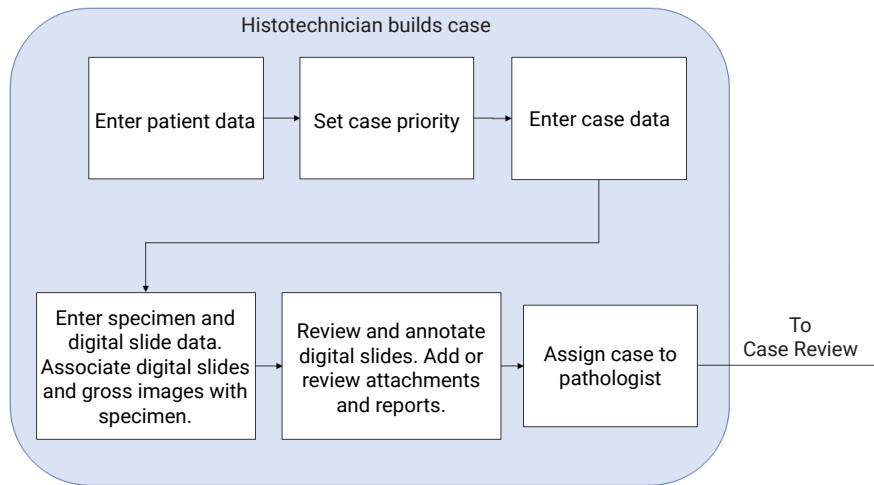 Histotechnician builds case
Enter patient data
Set case priority
Enter case data
Enter specimen and
digital slide data.
Associate digital slides
and gross images with
specimen.
Review and annotate
digital slides. Add or
review attachments
and reports.
Assign case to
pathologist
To
Case Review